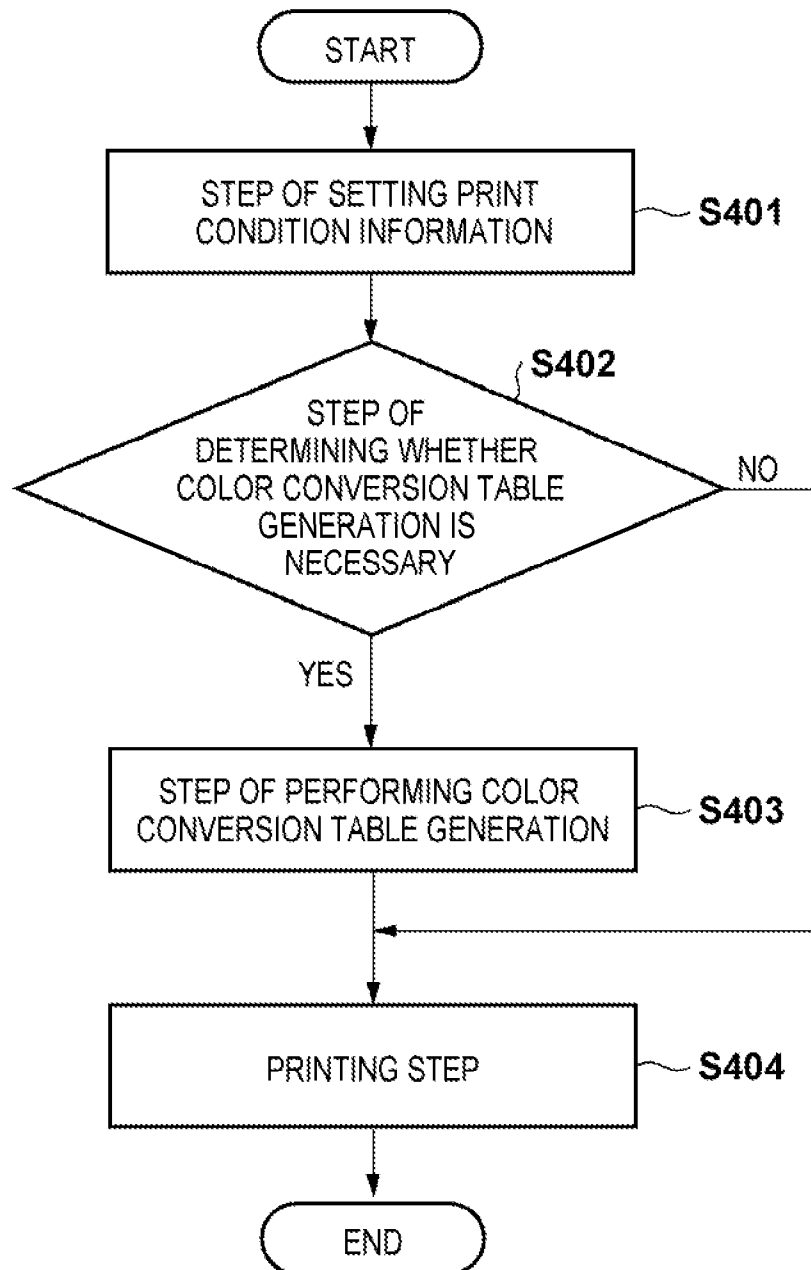 START
STEP OF SETTING PRINT
CONDITION INFORMATION
S401
S402
STEP OF
DETERMINING WHETHER
COLOR CONVERSION TABLE
GENERATION IS
NECESSARY
NO
YES
STEP OF PERFORMING COLOR
CONVERSION TABLE GENERATION
S403
PRINTING STEP
S404
END